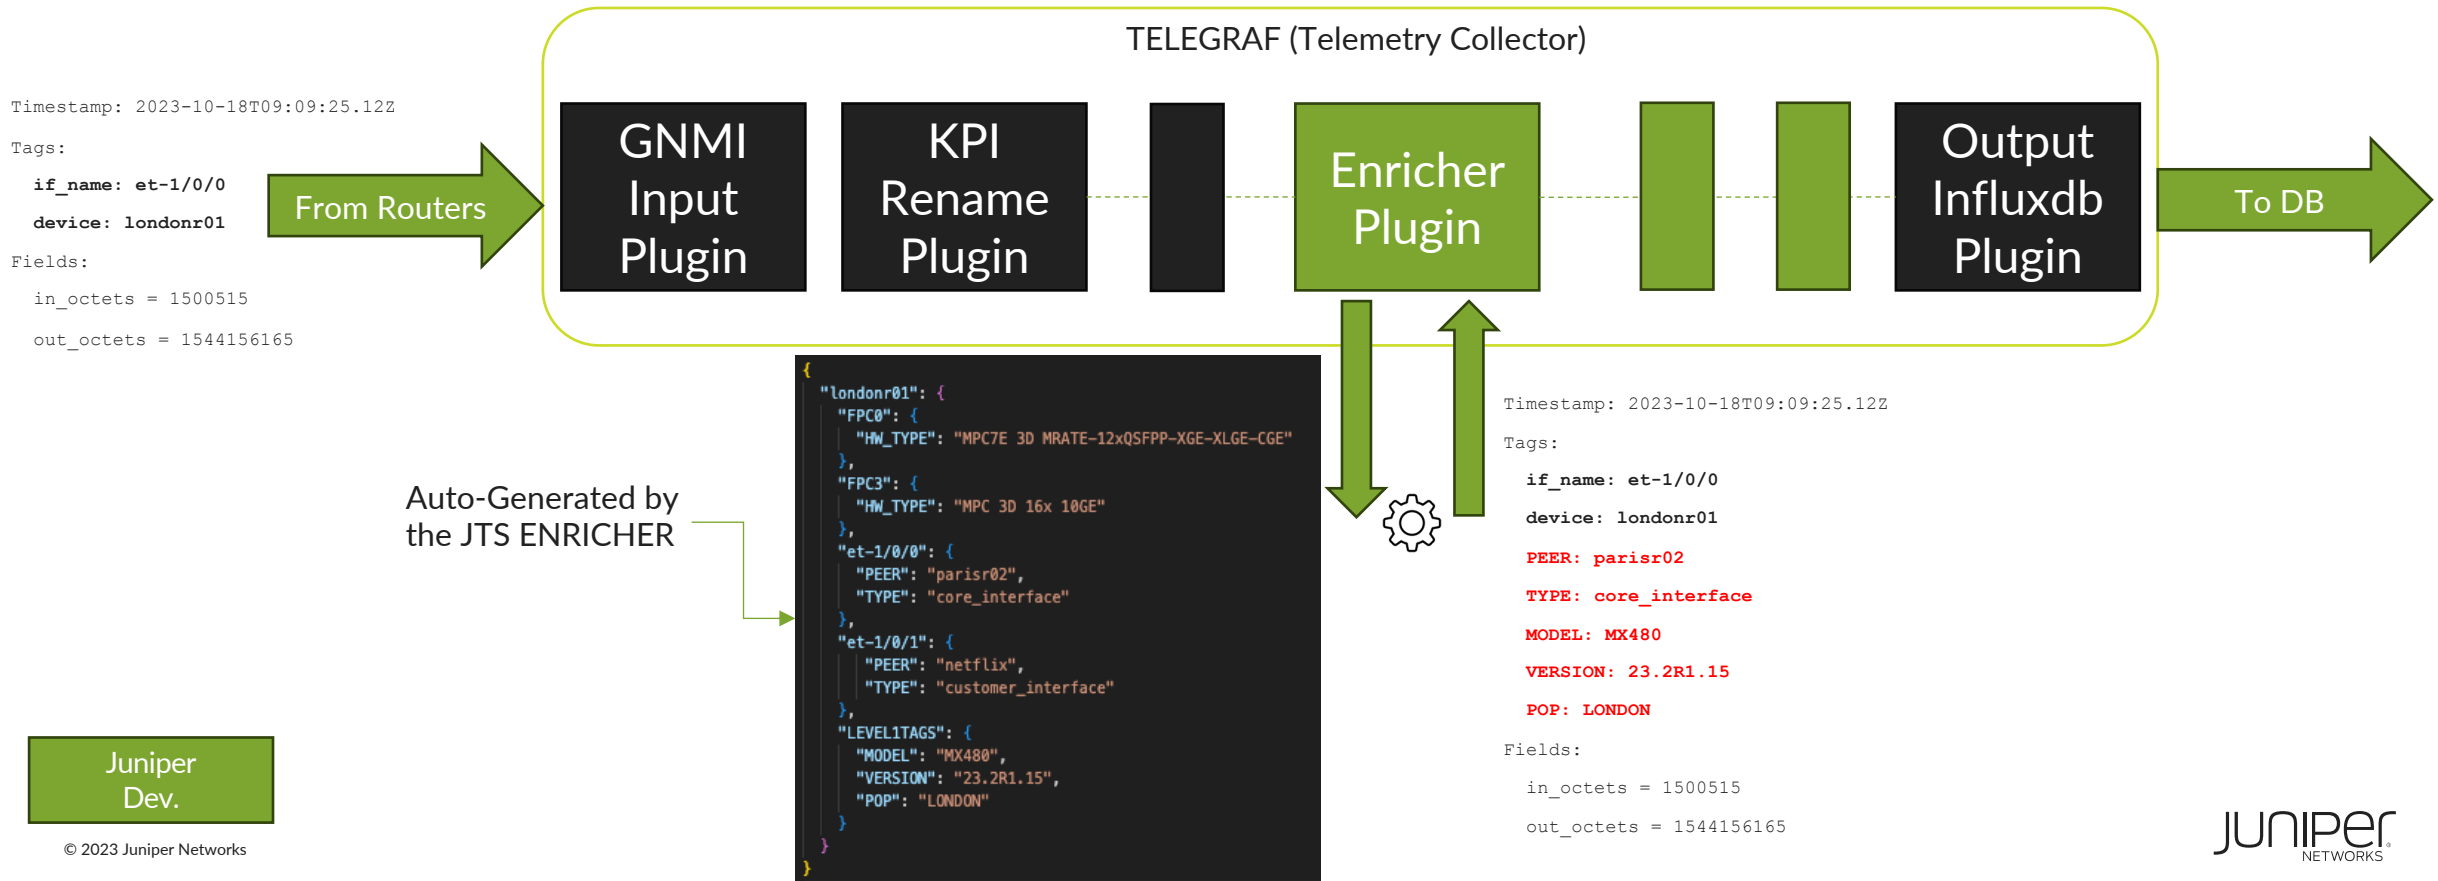 TELEGRAF (Telemetry Collector)
Timestamp: 2023-10-18T09:09:25.12Z
Tags:
if_name: et-1/0/0
device: londonr01
Fields:
in_octets = 1500515
out_octets = 1544156165
From Routers
GNMI
Input
Plugin
KPI
Rename
Plugin
Enricher
Plugin
Output
Influxdb
Plugin
To DB
Auto-Generated by
the JTS ENRICHER
{
"londonr01": {
"FPC0": {
"HW_TYPE": "MPC7E 3D MRATE-12xQSFPP-XGE-XLGE-CGE"
},
"FPC3": {
"HW_TYPE": "MPC 3D 16x 10GE"
},
"et-1/0/0": {
"PEER": "parisr02",
"TYPE": "core_interface"
},
"et-1/0/1": {
"PEER": "netflix",
"TYPE": "customer_interface"
},
"LEVEL1TAGS": {
"MODEL": "MX480",
"VERSION": "23.2R1.15",
"POP": "LONDON"
}
}
}
Timestamp: 2023-10-18T09:09:25.12Z
Tags:
if_name: et-1/0/0
device: londonr01
PEER: parisr02
TYPE: core_interface
MODEL: MX480
VERSION: 23.2R1.15
POP: LONDON
Fields:
in_octets = 1500515
out_octets = 1544156165
Juniper
Dev.
© 2023 Juniper Networks
JUNIPER
NETWORKS